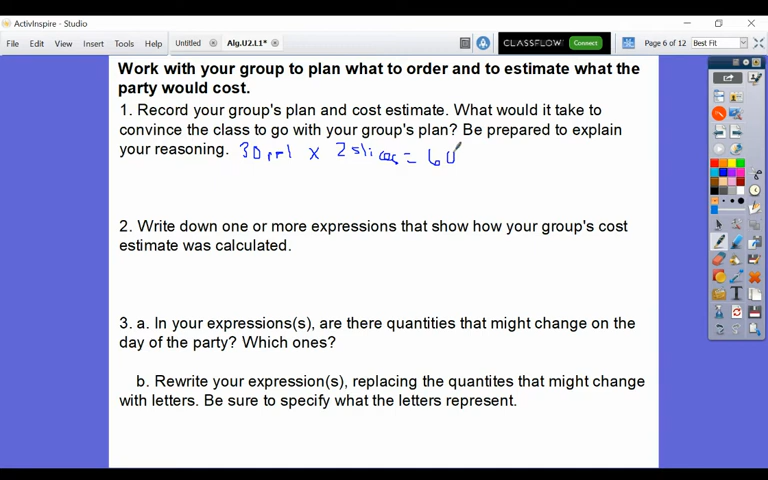 ActivInspire - Studio
File Edit View Insert Tools Help
Untitled
Alg.U2.L1*
CLASSFLOW
Connect
Page 6 of 12
Best Fit
Work with your group to plan what to order and to estimate what the
party would cost.
1. Record your group's plan and cost estimate. What would it take to
convince the class to go with your group's plan? Be prepared to explain
your reasoning. 30 ppl x 2 slices = 60
2. Write down one or more expressions that show how your group's cost
estimate was calculated.
3. a. In your expressions(s), are there quantities that might change on the
day of the party? Which ones?
b. Rewrite your expression(s), replacing the quantites that might change
with letters. Be sure to specify what the letters represent.